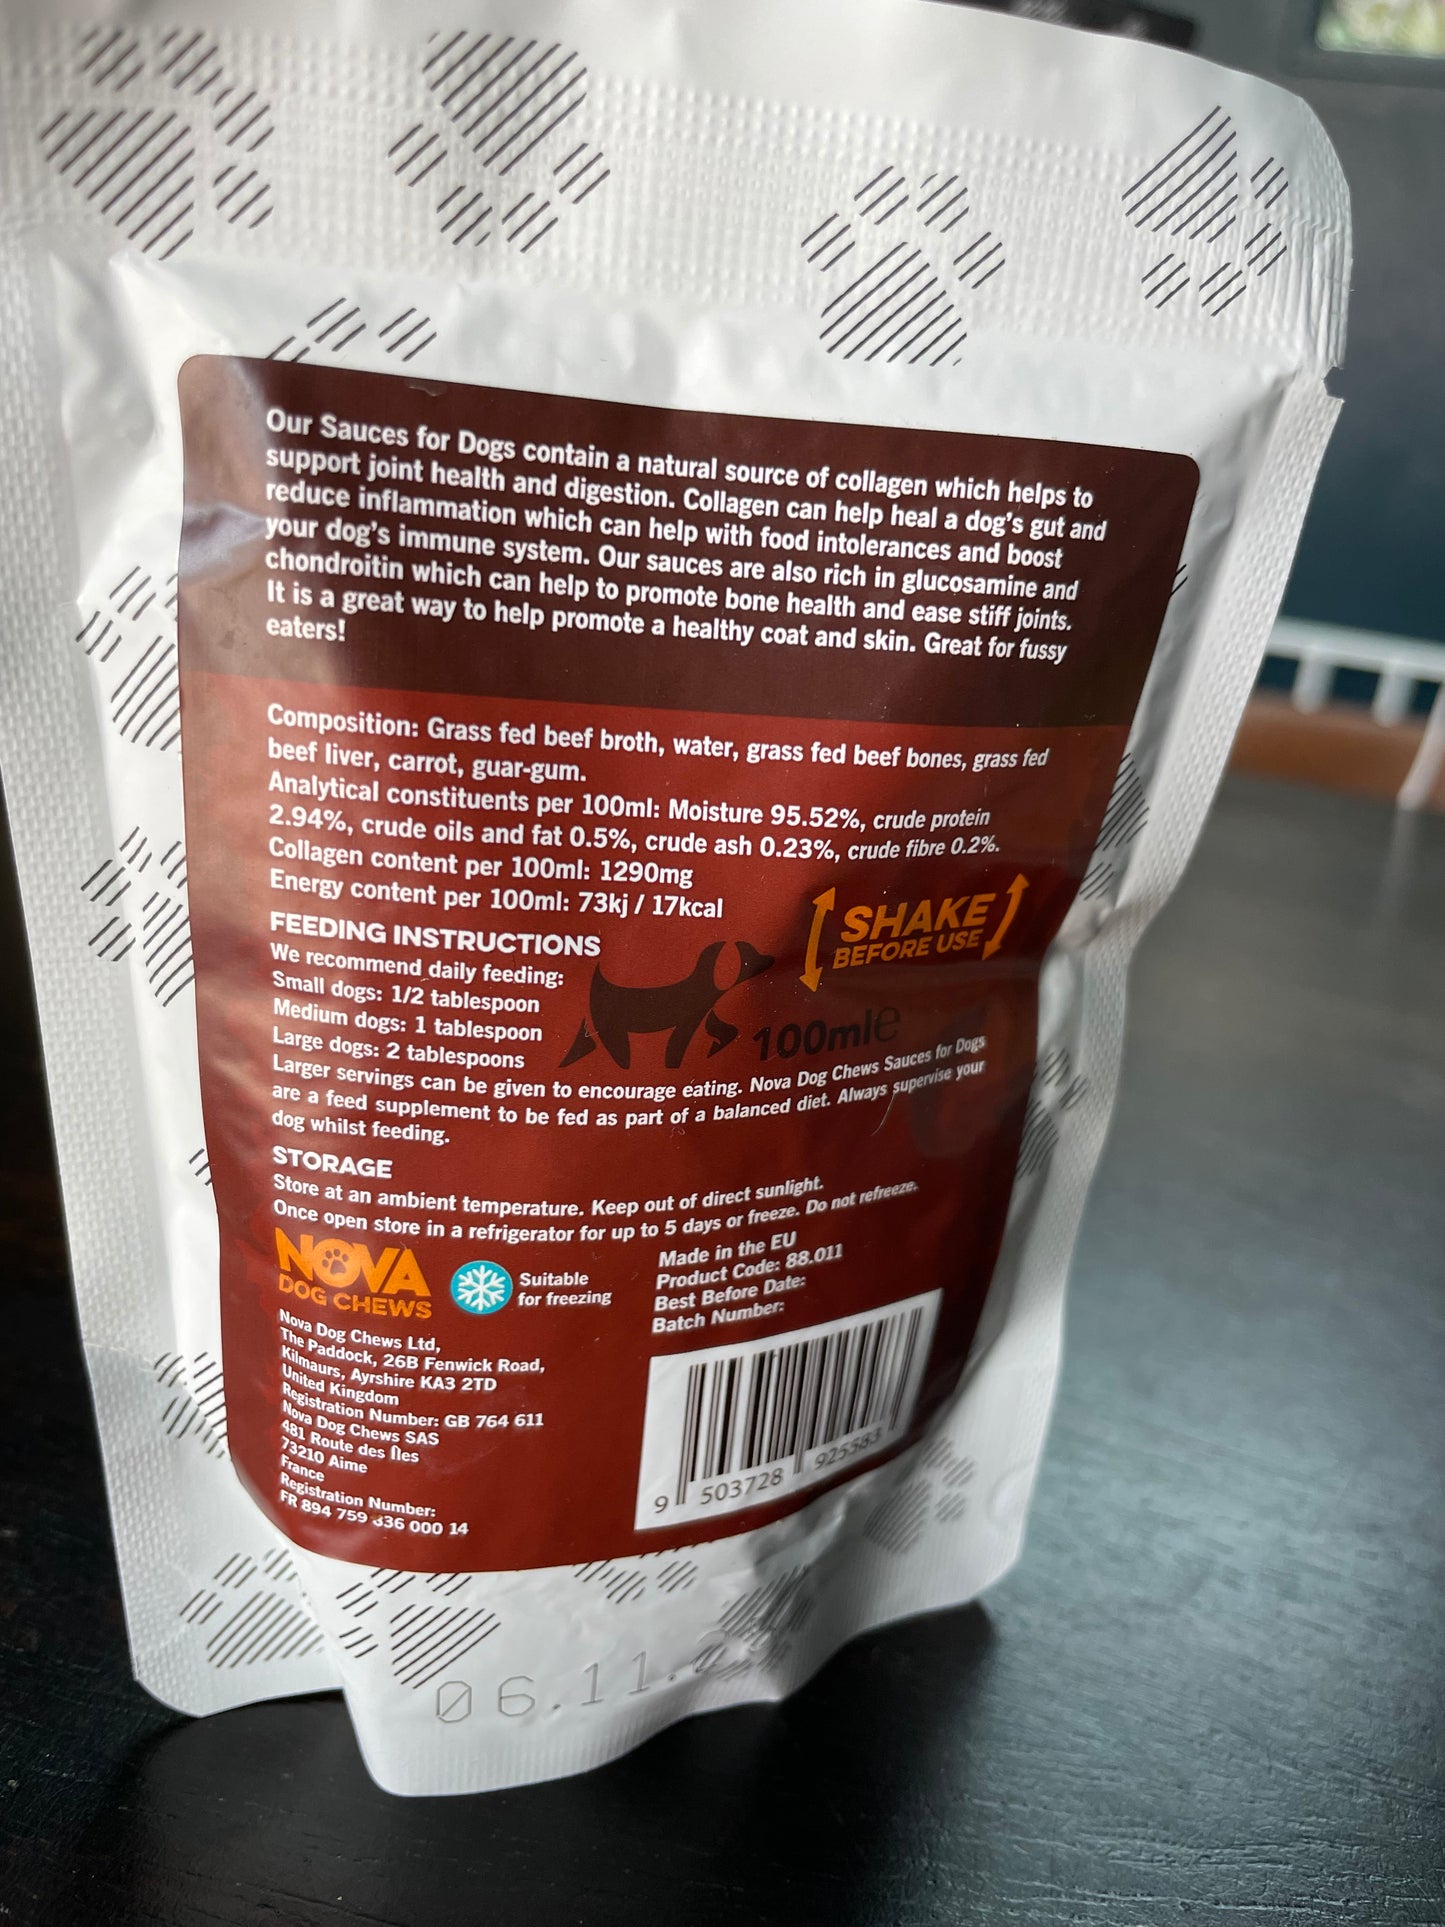 Our Sauces for Dogs contain a natural source of collagen which helps to
support joint health and digestion. Collagen can help heal a dog's gut and
reduce inflammation which can help with food intolerances and boost
your dog's immune system. Our sauces are also rich in glucosamine and
chondroitin which can help to promote bone health and ease stiff joints.
It is a great way to help promote a healthy coat and skin. Great for fussy
eaters!
Composition: Grass fed beef broth, water, grass fed beef bones, grass fed
beef liver, carrot, guar-gum.
Analytical constituents per 100ml: Moisture 95.52%, crude protein
2.94%, crude oils and fat 0.5%, crude ash 0.23%, crude fibre 0.2%.
Collagen content per 100ml: 1290mg
Energy content per 100ml: 73kj / 17kcal
SHAKE
BEFORE USE
FEEDING INSTRUCTIONS
We recommend daily feeding:
Small dogs: 1/2 tablespoon
Medium dogs: 1 tablespoon
Large dogs: 2 tablespoons
100ml℮
Larger servings can be given to encourage eating. Nova Dog Chews Sauces for Dogs
are a feed supplement to be fed as part of a balanced diet. Always supervise your
dog whilst feeding.
STORAGE
Store at an ambient temperature. Keep out of direct sunlight.
Once open store in a refrigerator for up to 5 days or freeze. Do not refreeze.
NOVA
DOG CHEWS
Suitable
for freezing
Made in the EU
Product Code: 88.011
Best Before Date:
Batch Number:
Nova Dog Chews Ltd,
The Paddock, 26B Fenwick Road,
Kilmaurs, Ayrshire KA3 2TD
United Kingdom
Registration Number: GB 764 611
Nova Dog Chews SAS
481 Route des Îles
73210 Aime
France
Registration Number:
FR 894 759 336 000 14
9 503728 925583
06.11.